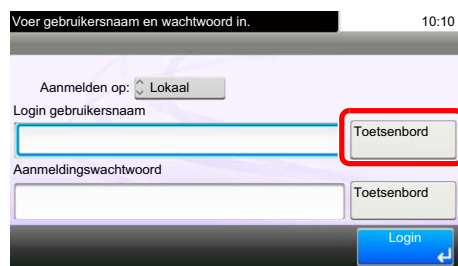 Voer gebruikersnaam en wachtwoord in. 10:10
Aanmelden op: Lokaal
Login gebruikersnaam
Toetsenbord
Aanmeldingswachtwoord
Toetsenbord
Login